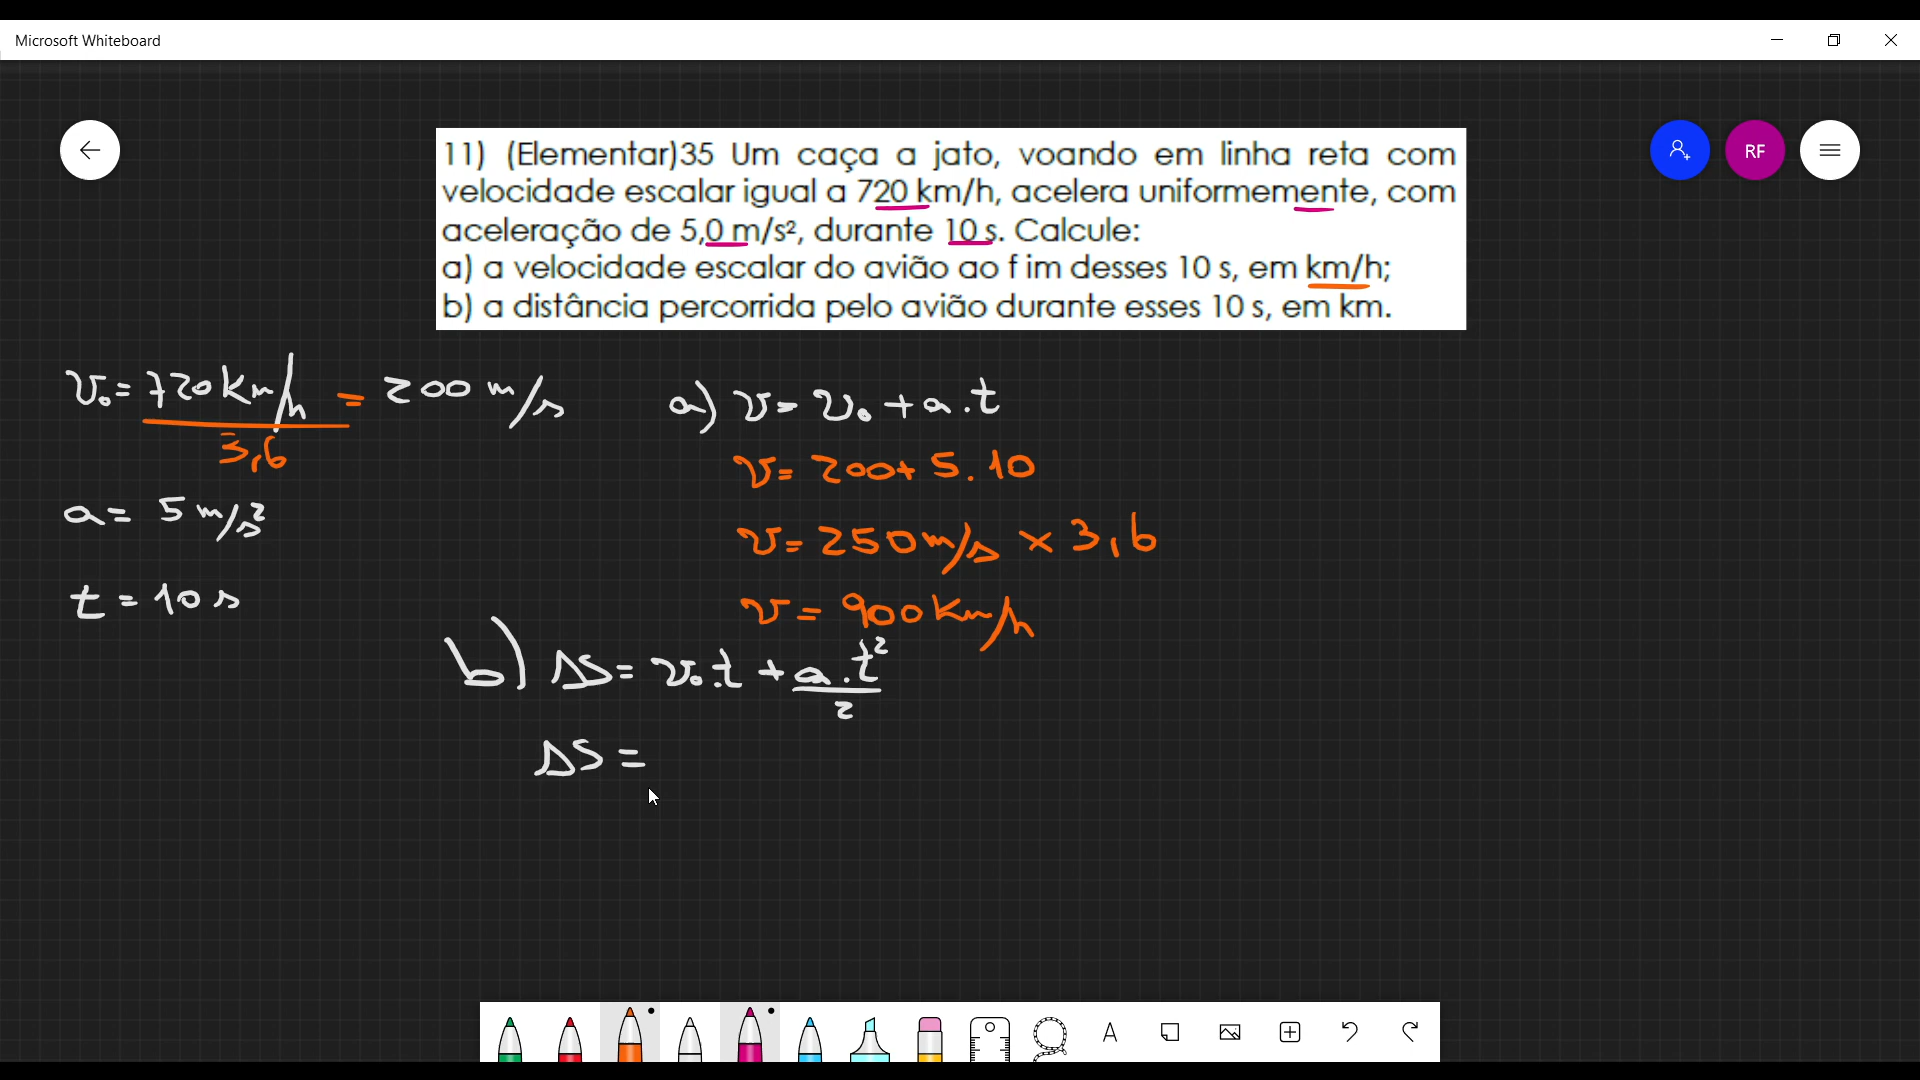 Microsoft Whiteboard
RF
11) (Elementar)35 Um caça a jato, voando em linha reta com
velocidade escalar igual a 720 km/h, acelera uniformemente, com
aceleração de 5,0 m/s², durante 10 s. Calcule:
a) a velocidade escalar do avião ao f im desses 10 s, em km/h;
b) a distância percorrida pelo avião durante esses 10 s, em km.
v₀ = 720 km/h = 200 m/s
3,6
a = 5 m/s²
t = 10 s
a) v = v₀ + a.t
v = 200 + 5.10
v = 250 m/s × 3,6
v = 900 Km/h
b) ΔS = v₀.t + a.t²
2
ΔS =
A